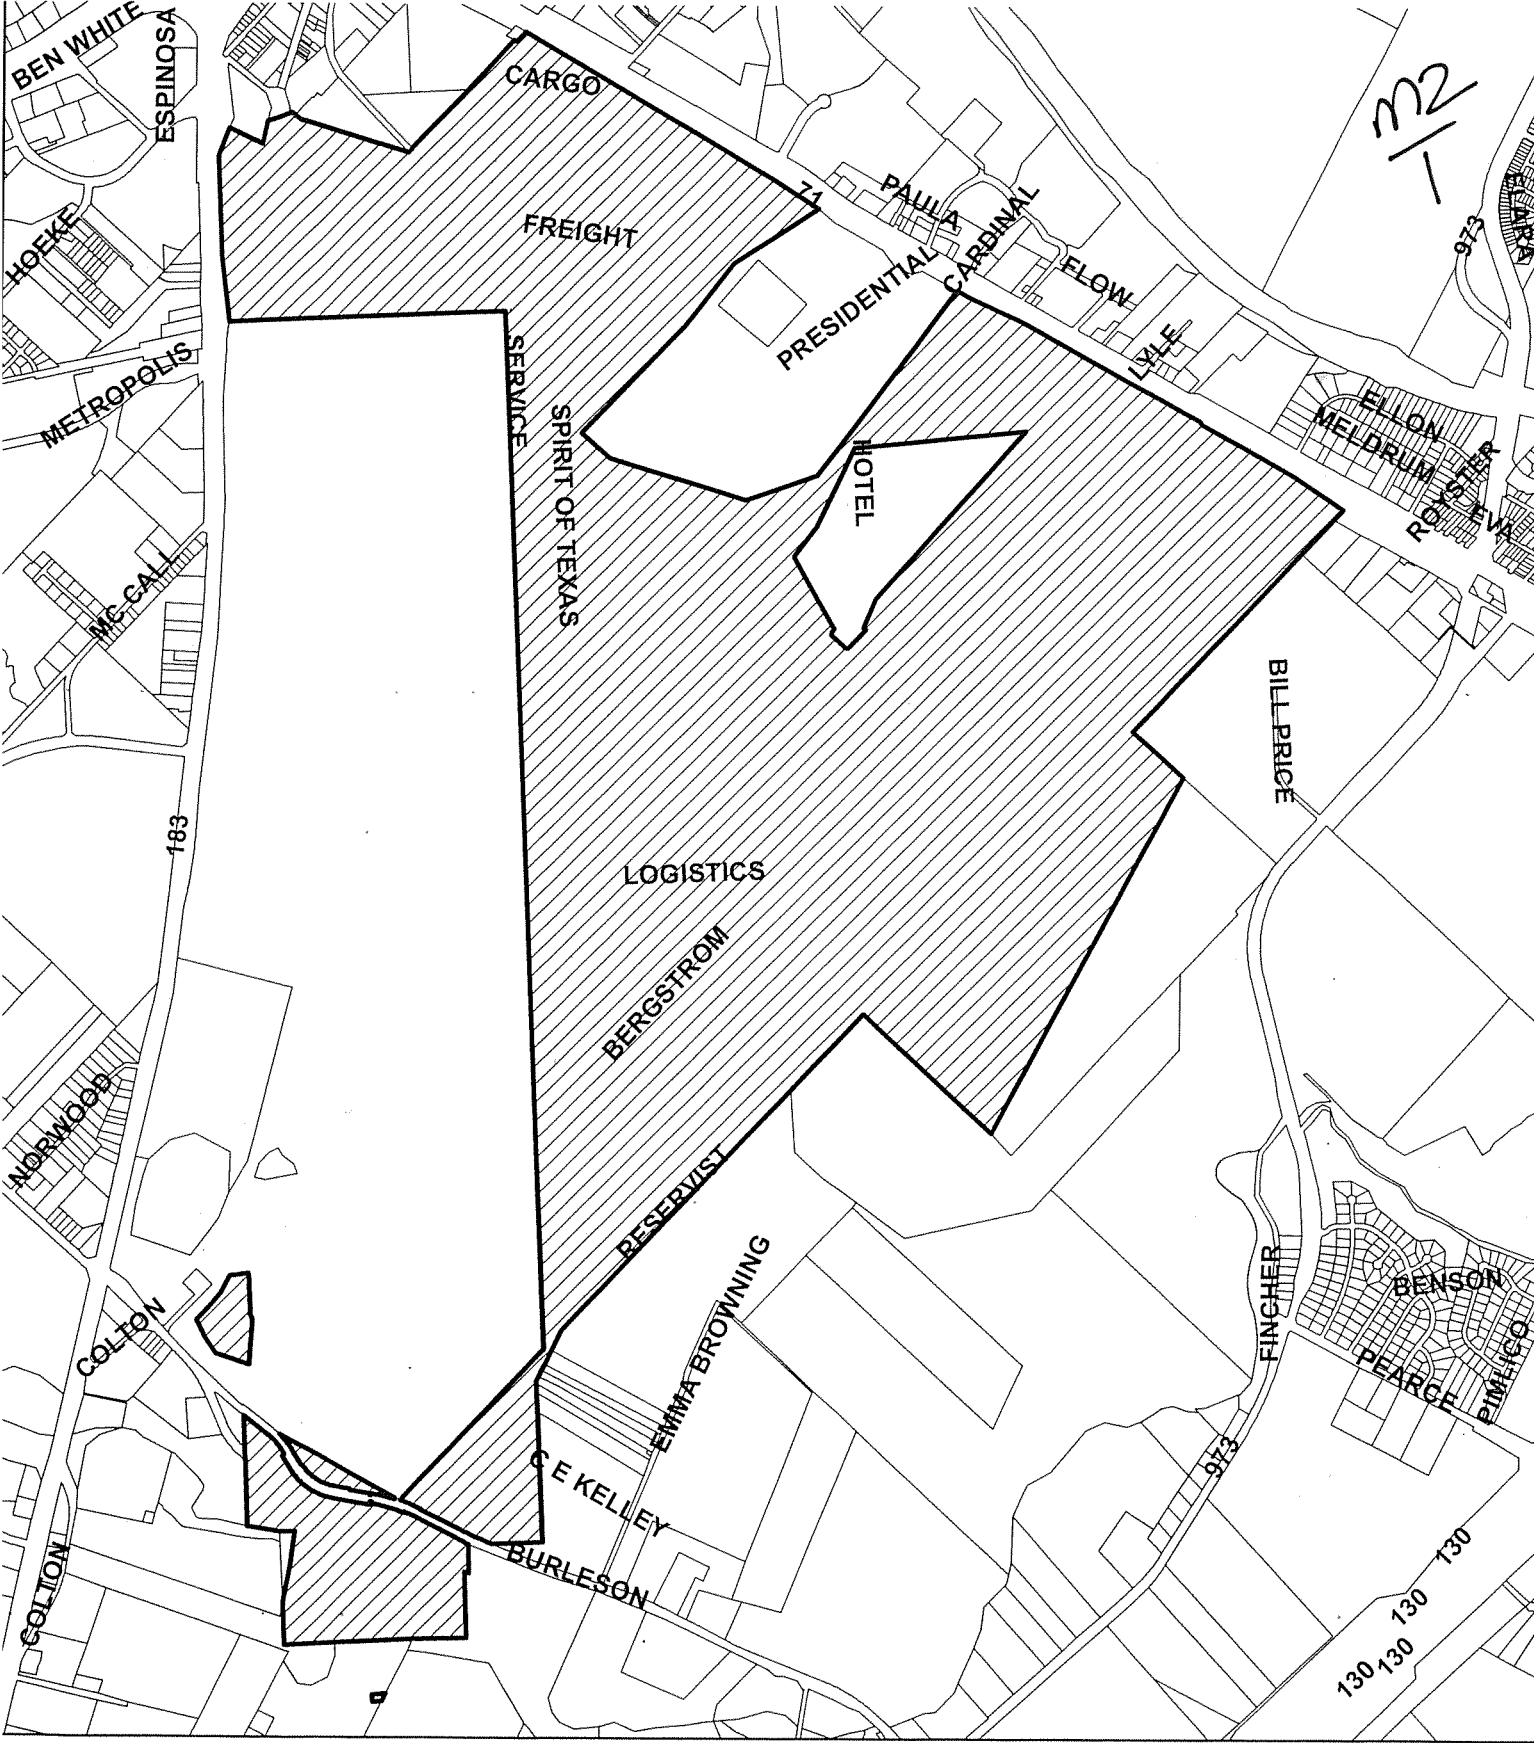 BEN WHITE
ESPINOSA
CARGO
M2
1
71
PAULA
CARDINAL
973
ELARA
HOEKE
FREIGHT
PRESIDENTIAL
FLOW
LYLE
METROPOLIS
SERVICE
SPIRIT OF TEXAS
HOTEL
ELLON
MELDRUM
ROYSTER
EVA
MC CALL
BILL PRICE
183
LOGISTICS
BERGSTROM
NORWOOD
RESERVIST
EMMA BROWNING
FINCHER
BENSON
COLTON
PEARCE
PIMLICO
973
C E KELLEY
BURLESON
COLTON
130
130
130
130